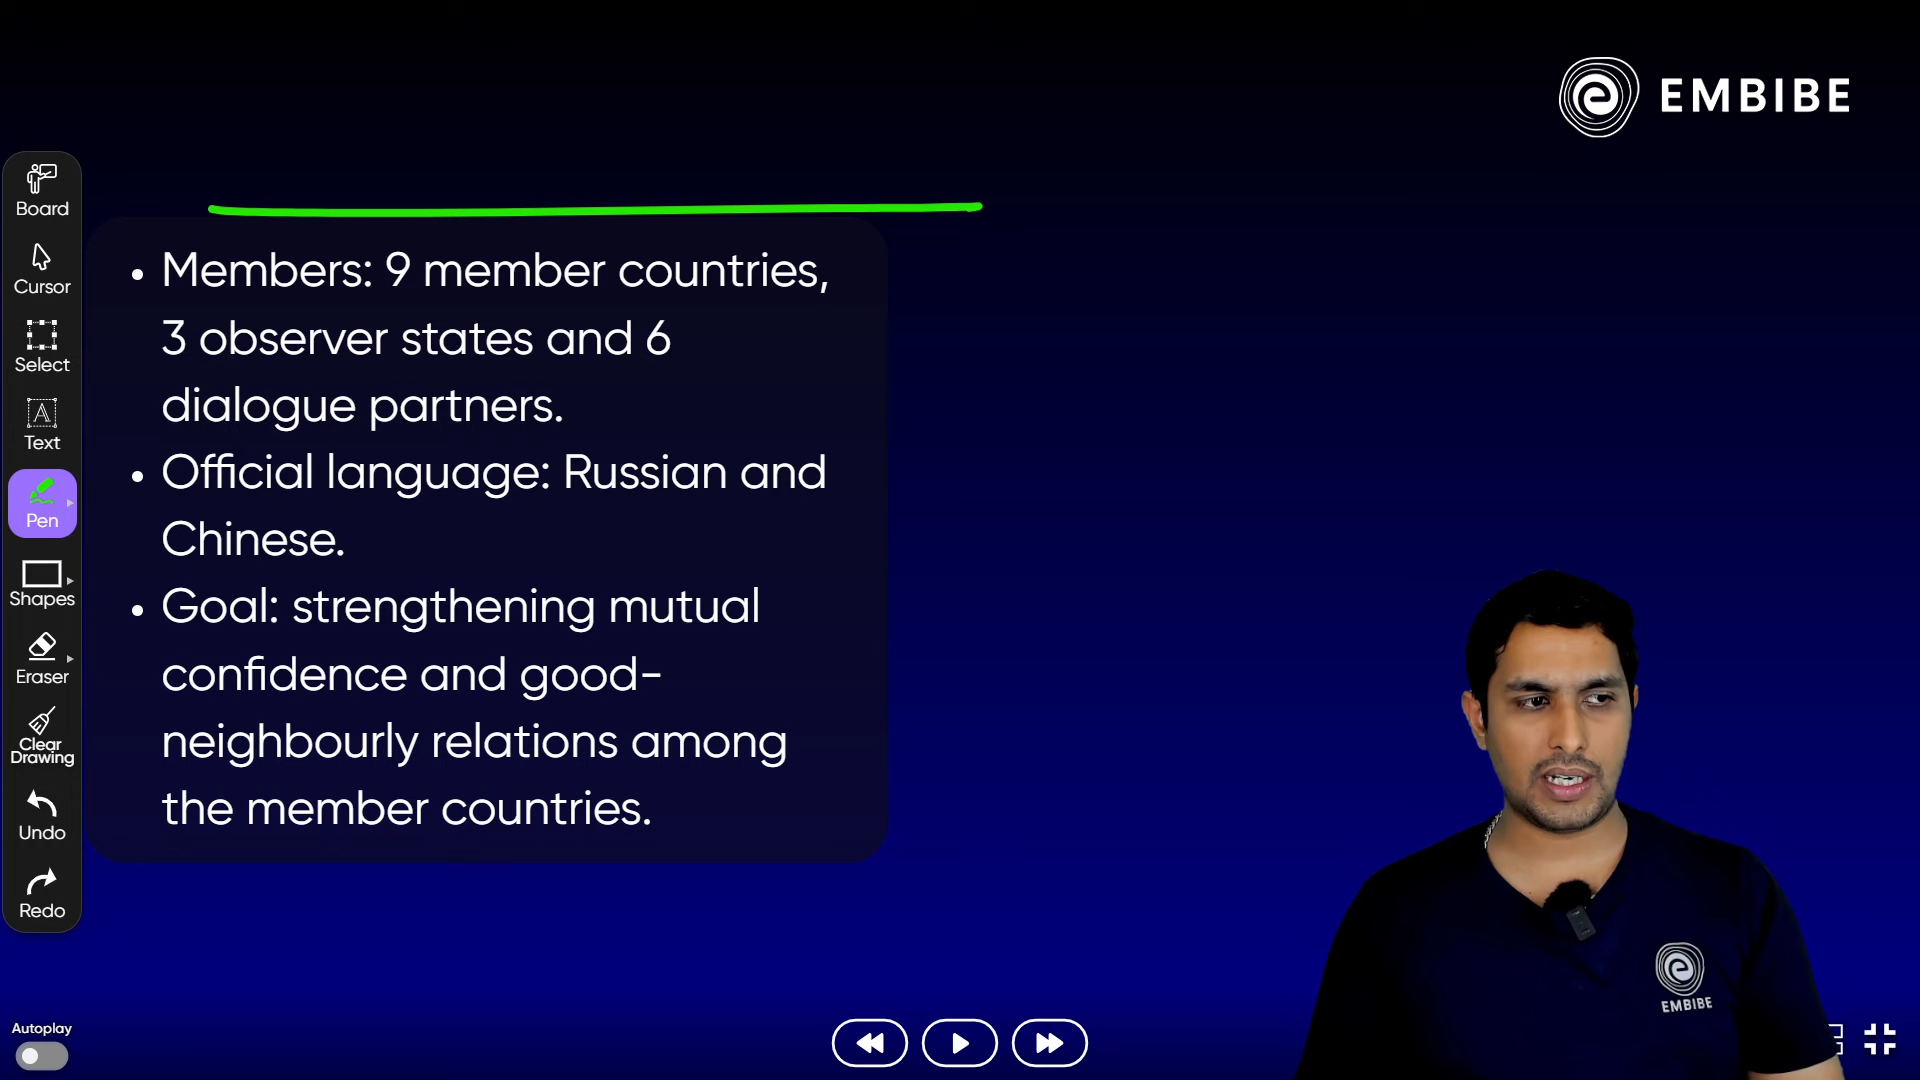 EMBIBE
Board
Cursor
Select
Text
Pen
Shapes
Eraser
Clear
Drawing
Undo
Redo
Autoplay
• Members: 9 member countries,
3 observer states and 6
dialogue partners.
• Official language: Russian and
Chinese.
• Goal: strengthening mutual
confidence and good-
neighbourly relations among
the member countries.
EMBIBE